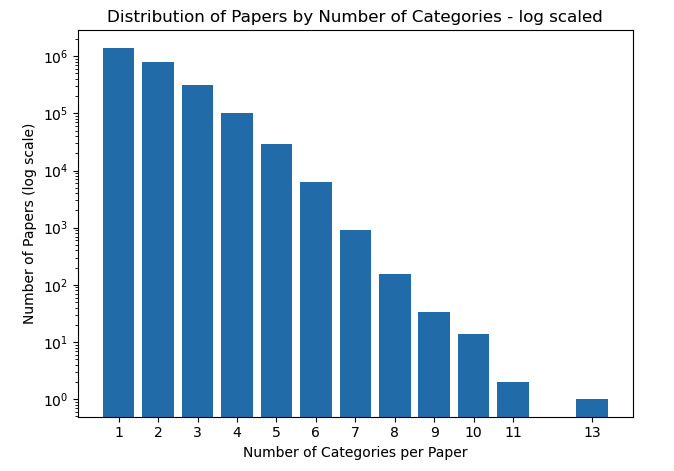 Distribution of Papers by Number of Categories - log scaled
Number of Papers (log scale)
10⁶
10⁵
10⁴
10³
10²
10¹
10⁰
1 2 3 4 5 6 7 8 9 10 11 13
Number of Categories per Paper